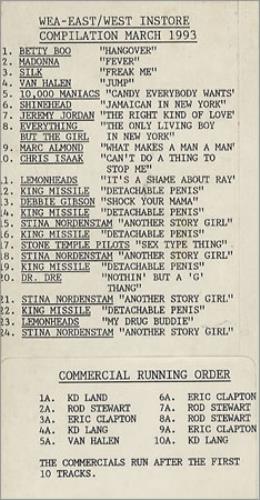 WEA-EAST/WEST INSTORE
COMPILATION MARCH 1993
1. BETTY BOO "HANGOVER"
2. MADONNA "FEVER"
3. SILK "FREAK ME"
4. VAN HALEN "JUMP"
5. 10,000 MANIACS "CANDY EVERYBODY WANTS"
6. SHINEHEAD "JAMAICAN IN NEW YORK"
7. JEREMY JORDAN "THE RIGHT KIND OF LOVE"
8. EVERYTHING "THE ONLY LIVING BOY
BUT THE GIRL IN NEW YORK"
9. MARC ALMOND "WHAT MAKES A MAN A MAN"
10. CHRIS ISAAK "CAN'T DO A THING TO
STOP ME"
11. LEMONHEADS "IT'S A SHAME ABOUT RAY"
12. KING MISSILE "DETACHABLE PENIS"
13. DEBBIE GIBSON "SHOCK YOUR MAMA"
14. KING MISSILE "DETACHABLE PENIS"
15. STINA NORDENSTAM "ANOTHER STORY GIRL"
16. KING MISSILE "DETACHABLE PENIS"
17. STONE TEMPLE PILOTS "SEX TYPE THING"
18. STINA NORDENSTAM "ANOTHER STORY GIRL"
19. KING MISSILE "DETACHABLE PENIS"
20. DR. DRE "NOTHIN' BUT A 'G'
THANG"
21. STINA NORDENSTAM "ANOTHER STORY GIRL"
22. KING MISSILE "DETACHABLE PENIS"
23. LEMONHEADS "MY DRUG BUDDIE"
24. STINA NORDENSTAM "ANOTHER STORY GIRL"
COMMERCIAL RUNNING ORDER
1A. KD LAND 6A. ERIC CLAPTON
2A. ROD STEWART 7A. ROD STEWART
3A. ERIC CLAPTON 8A. ROD STEWART
4A. KD LANG 9A. ERIC CLAPTON
5A. VAN HALEN 10A. KD LANG
THE COMMERCIALS RUN AFTER THE FIRST
10 TRACKS.